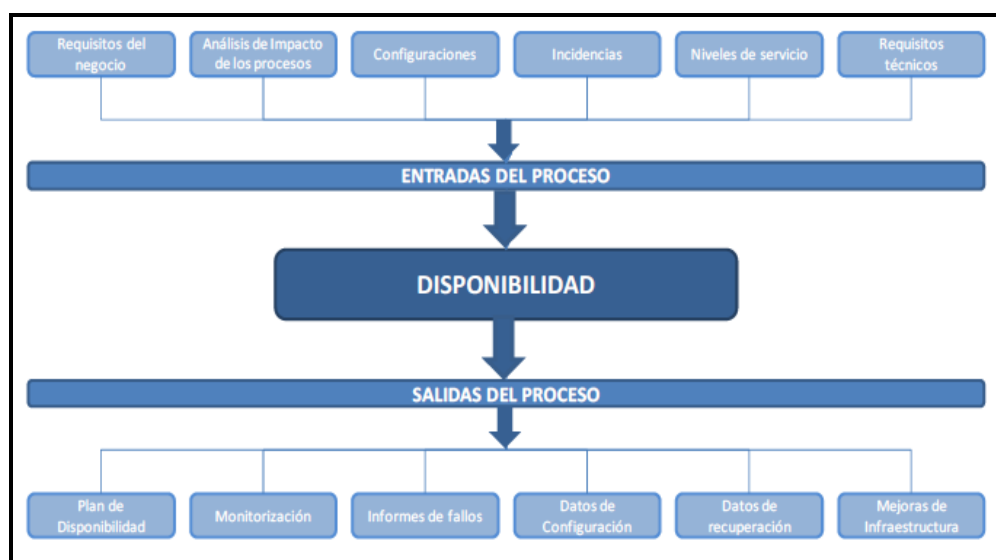 Requisitos del
negocio
Análisis de Impacto
de los procesos
Configuraciones
Incidencias
Niveles de servicio
Requisitos
técnicos
ENTRADAS DEL PROCESO
DISPONIBILIDAD
SALIDAS DEL PROCESO
Plan de
Disponibilidad
Monitorización
Informes de fallos
Datos de
Configuración
Datos de
recuperación
Mejoras de
Infraestructura